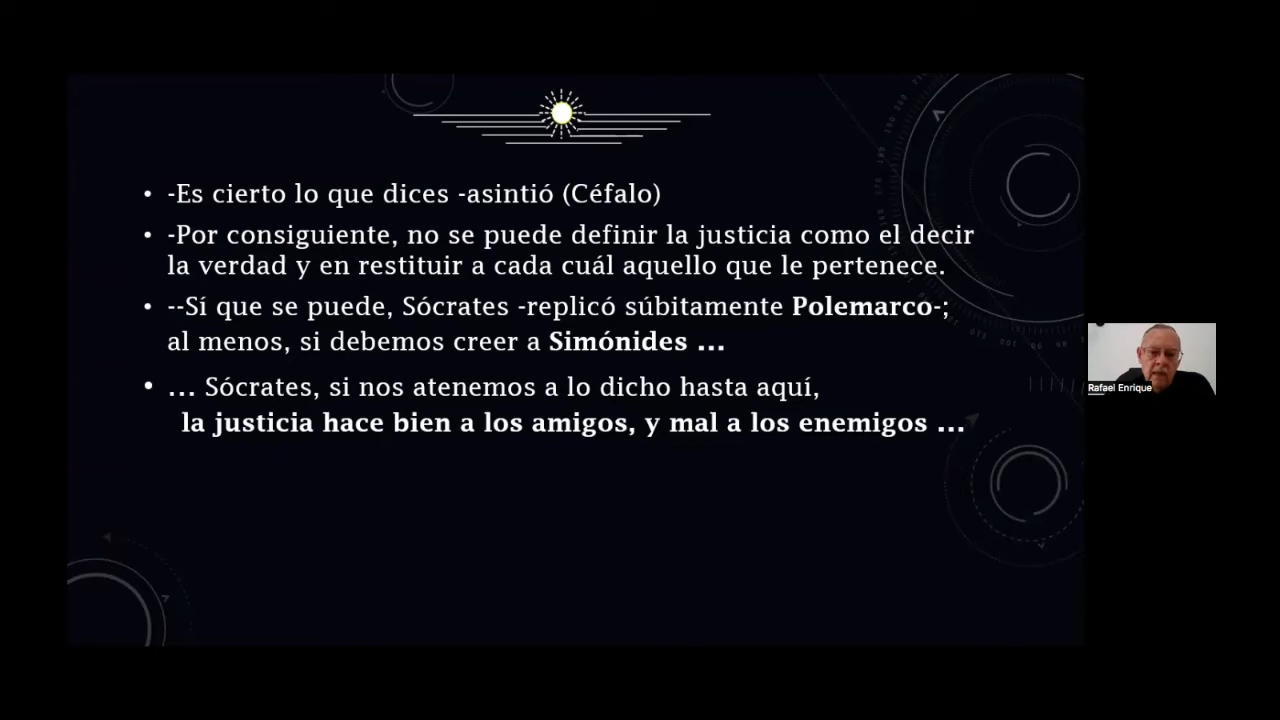 • -Es cierto lo que dices -asintió (Céfalo)
• -Por consiguiente, no se puede definir la justicia como el decir
la verdad y en restituir a cada cuál aquello que le pertenece.
• --Sí que se puede, Sócrates -replicó súbitamente Polemarco-;
al menos, si debemos creer a Simónides ...
• ... Sócrates, si nos atenemos a lo dicho hasta aquí,
la justicia hace bien a los amigos, y mal a los enemigos ...
Rafael Enrique